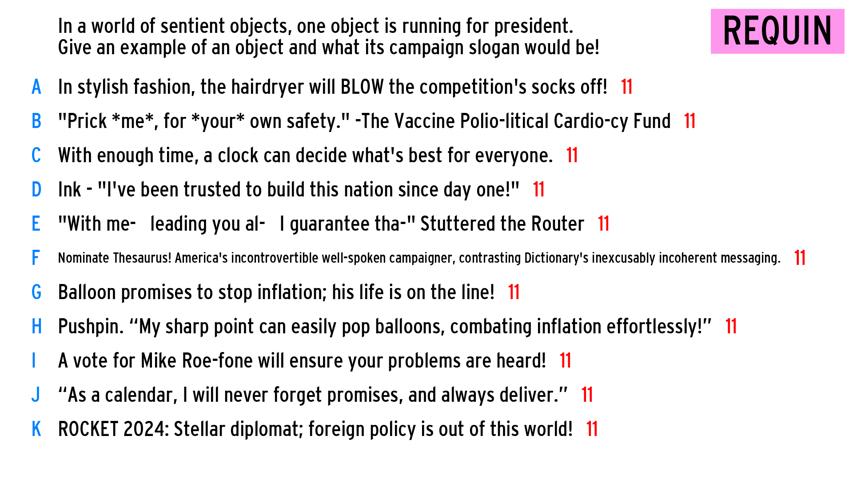 In a world of sentient objects, one object is running for president.
Give an example of an object and what its campaign slogan would be!
REQUIN
A In stylish fashion, the hairdryer will BLOW the competition's socks off! 11
B "Prick *me*, for *your* own safety." -The Vaccine Polio-litical Cardio-cy Fund 11
C With enough time, a clock can decide what's best for everyone. 11
D Ink - "I've been trusted to build this nation since day one!" 11
E "With me- leading you al- I guarantee tha-" Stuttered the Router 11
F Nominate Thesaurus! America's incontrovertible well-spoken campaigner, contrasting Dictionary's inexcusably incoherent messaging. 11
G Balloon promises to stop inflation; his life is on the line! 11
H Pushpin. “My sharp point can easily pop balloons, combating inflation effortlessly!” 11
I A vote for Mike Roe-fone will ensure your problems are heard! 11
J “As a calendar, I will never forget promises, and always deliver.” 11
K ROCKET 2024: Stellar diplomat; foreign policy is out of this world! 11